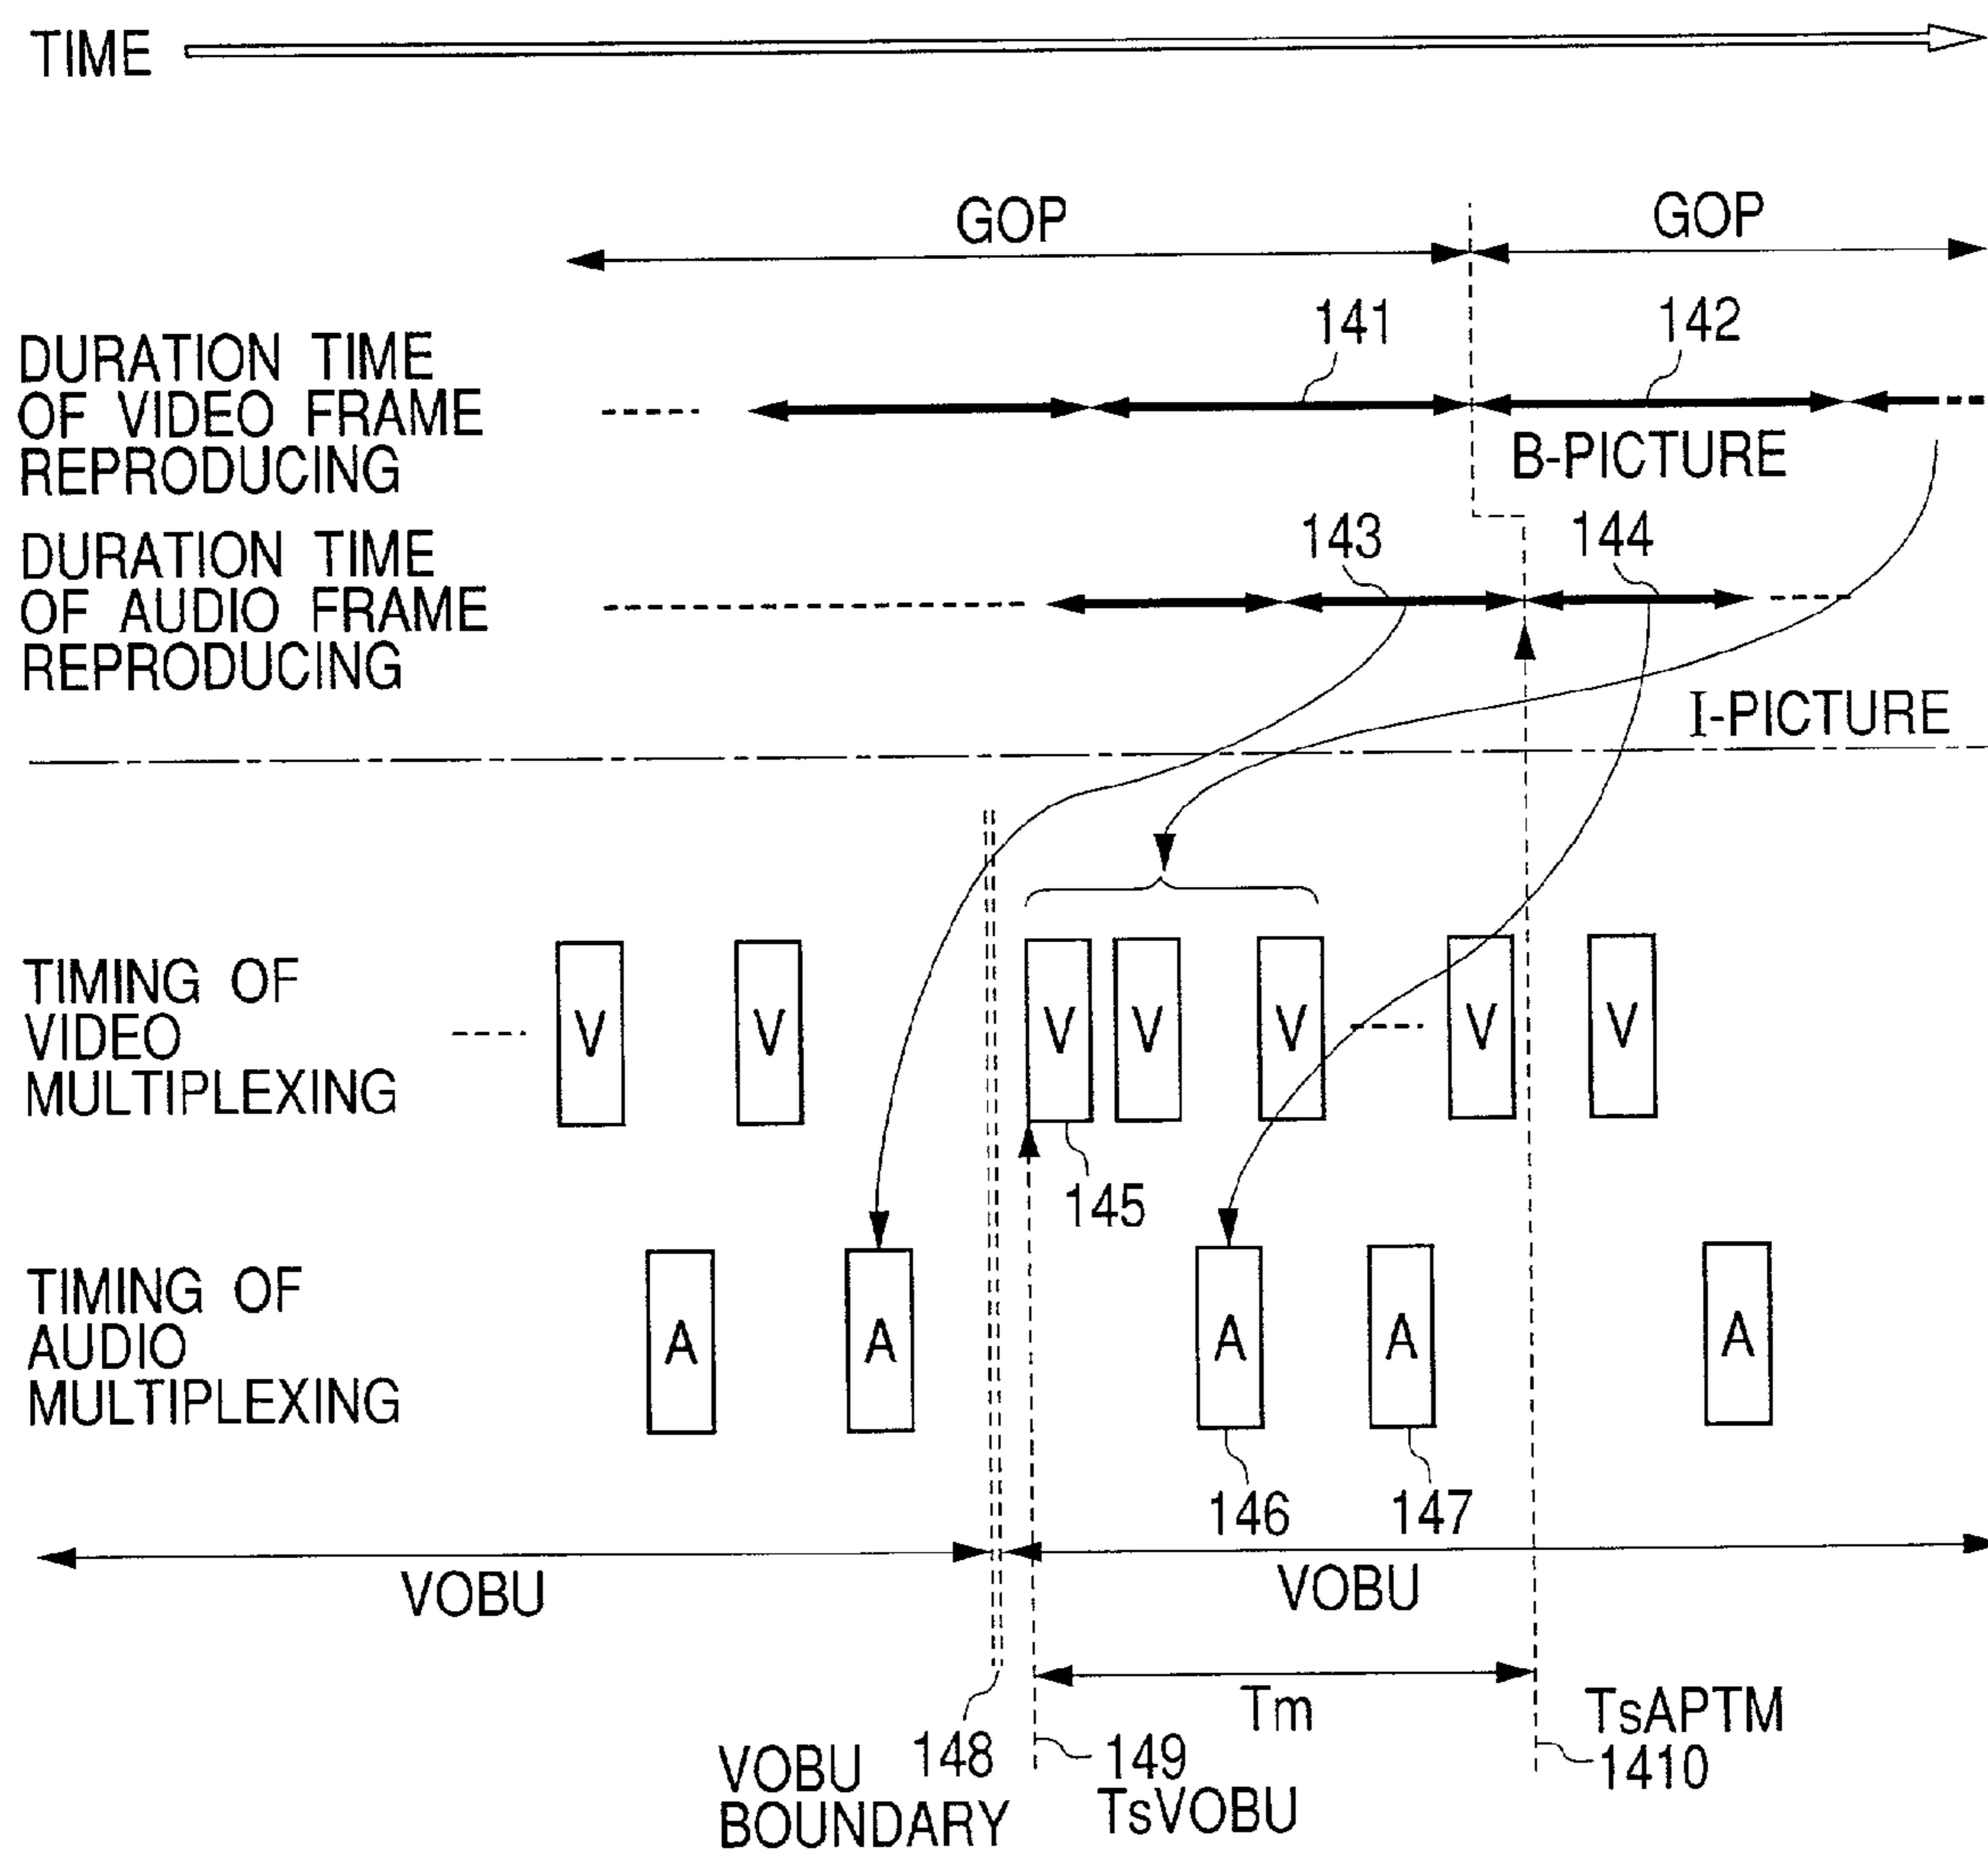 TIME
GOP GOP
141 142
DURATION TIME
OF VIDEO FRAME
REPRODUCING
B-PICTURE
143 144
DURATION TIME
OF AUDIO FRAME
REPRODUCING
I-PICTURE
TIMING OF
VIDEO
MULTIPLEXING
V V V V V V V
145
TIMING OF
AUDIO
MULTIPLEXING
A A A A A
146 147
VOBU VOBU
Tm
VOBU
BOUNDARY
148
149
TsVOBU
TsAPTM
1410